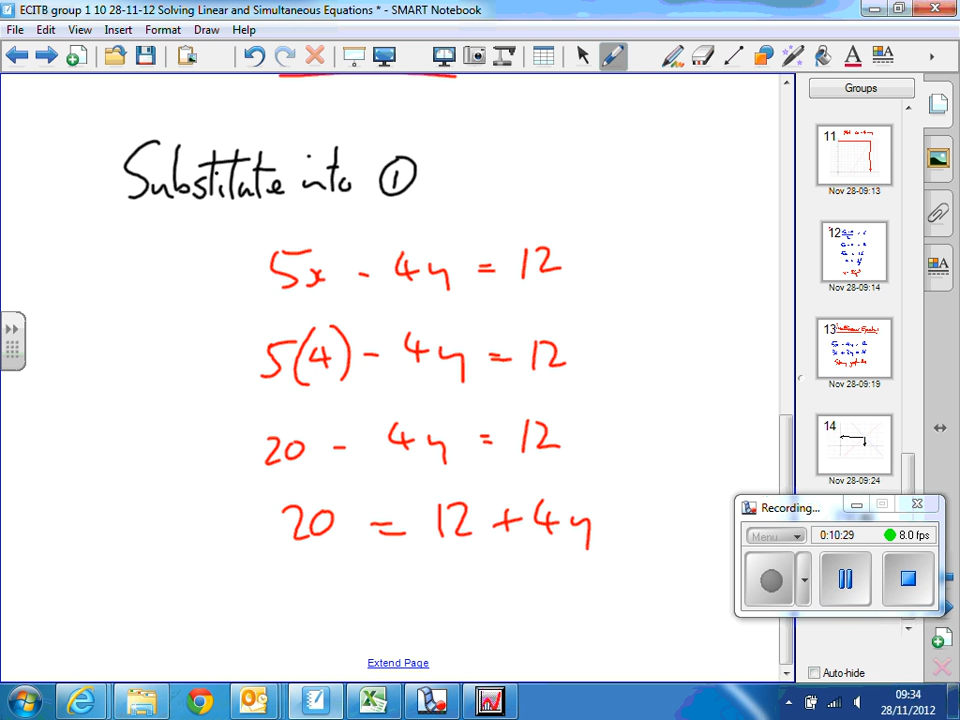 ECITB group 1 10 28-11-12 Solving Linear and Simultaneous Equations * - SMART Notebook
File Edit View Insert Format Draw Help
Groups
Substitute into ①
5x - 4y = 12
5(4) - 4y = 12
20 - 4y = 12
20 = 12 + 4y
Extend Page
11
Nov 28-09:13
12
Nov 28-09:14
13
Nov 28-09:19
14
Nov 28-09:24
Recording...
Menu
0:10:29
8.0 fps
Auto-hide
09:34
28/11/2012